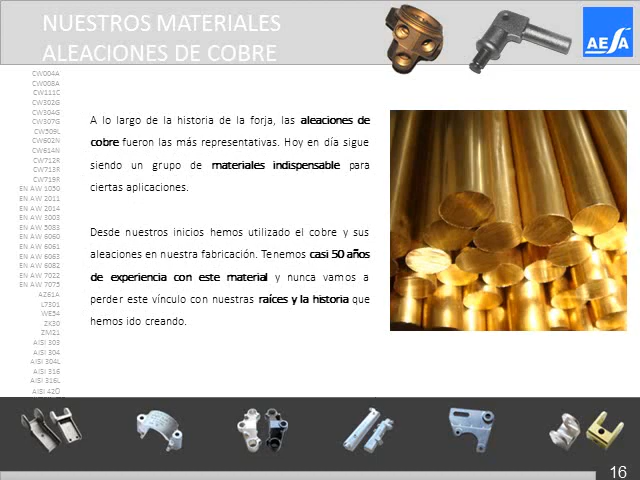 NUESTROS MATERIALES
ALEACIONES DE COBRE
AESA
CW004A
CW008A
CW111C
CW302G
CW304G
CW307G
CW509L
CW602N
CW614N
CW712R
CW713R
CW719R
EN AW 1050
EN AW 2011
EN AW 2014
EN AW 3003
EN AW 5083
EN AW 6060
EN AW 6061
EN AW 6063
EN AW 6082
EN AW 7022
EN AW 7075
AZ61A
L7301
WE54
ZK30
ZM21
AISI 303
AISI 304
AISI 304L
AISI 316
AISI 316L
AISI 420
A lo largo de la historia de la forja, las aleaciones de
cobre fueron las más representativas. Hoy en día sigue
siendo un grupo de materiales indispensable para
ciertas aplicaciones.
Desde nuestros inicios hemos utilizado el cobre y sus
aleaciones en nuestra fabricación. Tenemos casi 50 años
de experiencia con este material y nunca vamos a
perder este vínculo con nuestras raíces y la historia que
hemos ido creando.
16